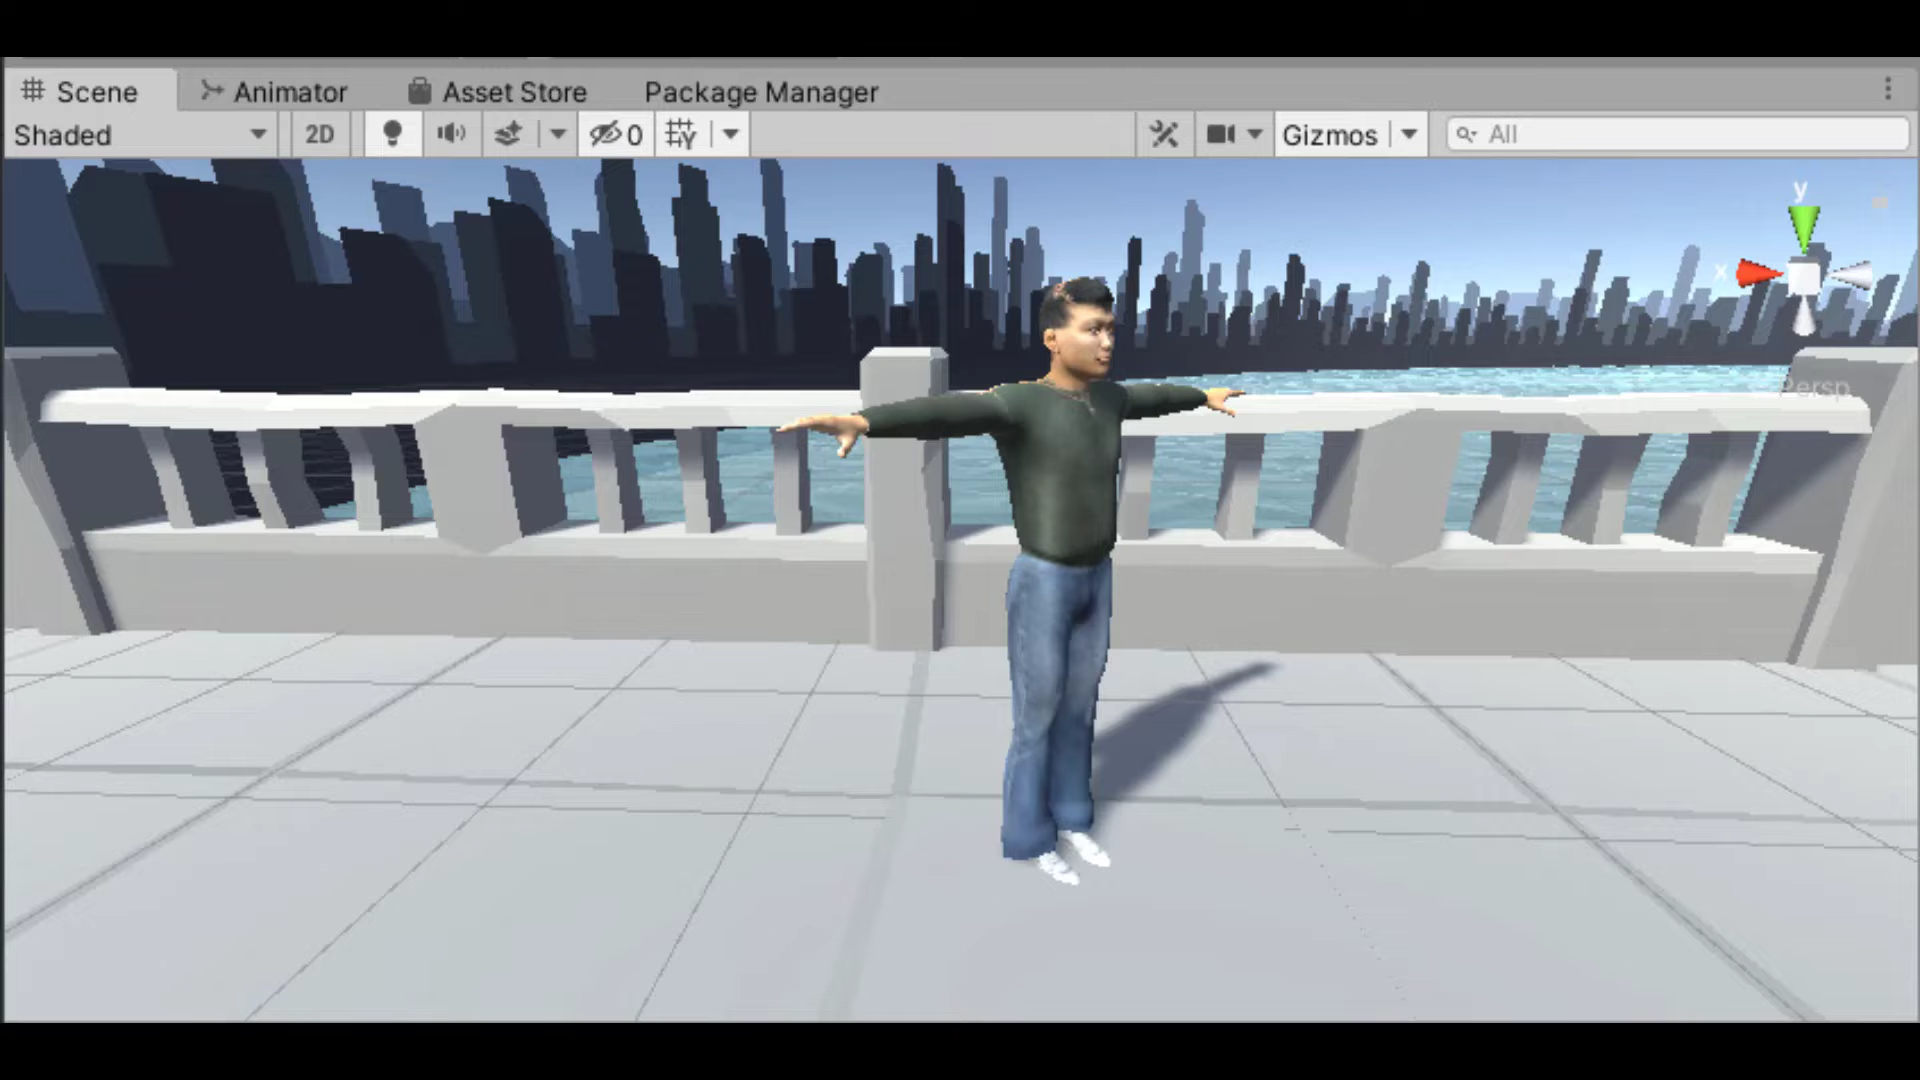 Scene Animator Asset Store Package Manager
Shaded 2D 0 Gizmos All
y
x
Persp